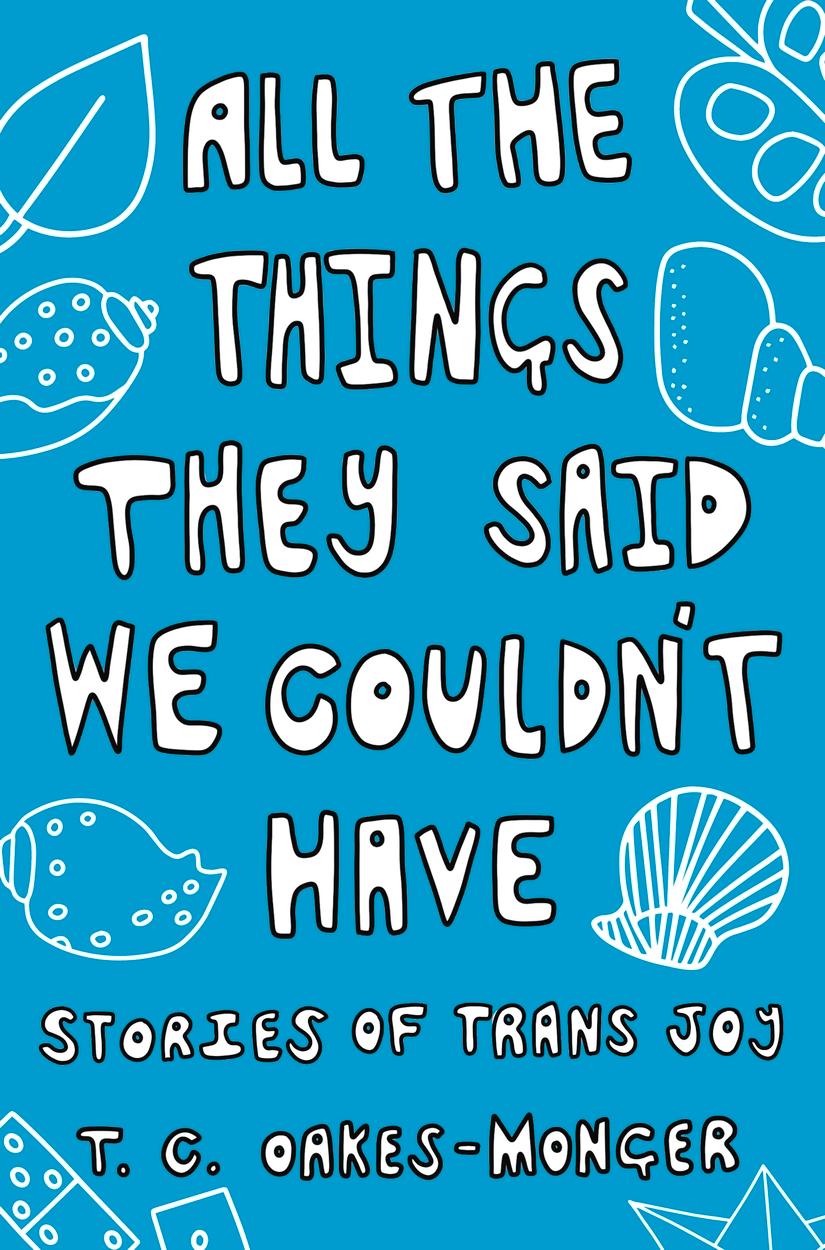 ALL THE
THINGS
THEY SAID
WE COULDN'T
HAVE
STORIES OF TRANS JOY
T. C. OAKES-MONGER